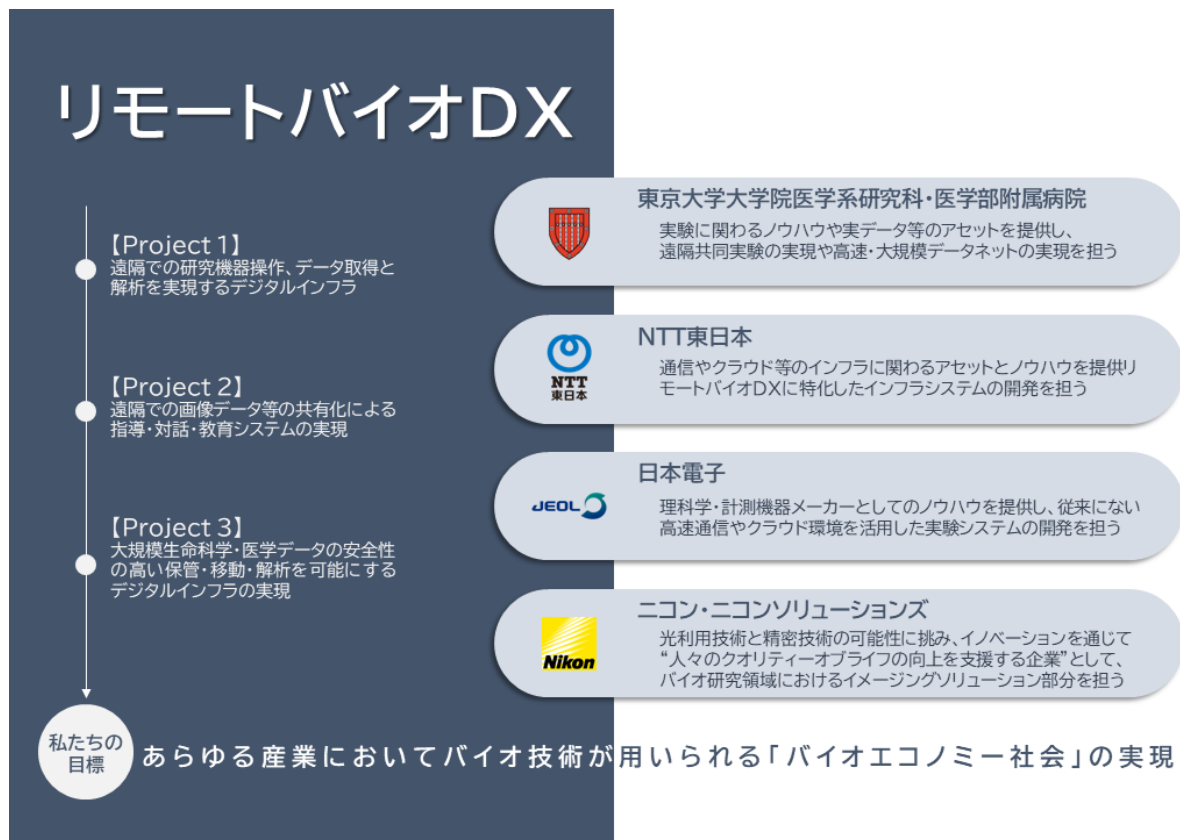 リモートバイオDX
【Project 1】
遠隔での研究機器操作、データ取得と
解析を実現するデジタルインフラ
【Project 2】
遠隔での画像データ等の共有化による
指導・対話・教育システムの実現
【Project 3】
大規模生命科学・医学データの安全性
の高い保管・移動・解析を可能にする
デジタルインフラの実現
東京大学大学院医学系研究科・医学部附属病院
実験に関わるノウハウや実データ等のアセットを提供し、
遠隔共同実験の実現や高速・大規模データネットの実現を担う
NTT
東日本
NTT東日本
通信やクラウド等のインフラに関わるアセットとノウハウを提供リ
モートバイオDXに特化したインフラシステムの開発を担う
JEOL
日本電子
理科学・計測機器メーカーとしてのノウハウを提供し、従来にない
高速通信やクラウド環境を活用した実験システムの開発を担う
Nikon
ニコン・ニコンソリューションズ
光利用技術と精密技術の可能性に挑み、イノベーションを通じて
“人々のクオリティーオブライフの向上を支援する企業”として、
バイオ研究領域におけるイメージングソリューション部分を担う
私たちの
目標
あらゆる産業においてバイオ技術が用いられる「バイオエコノミー社会」の実現